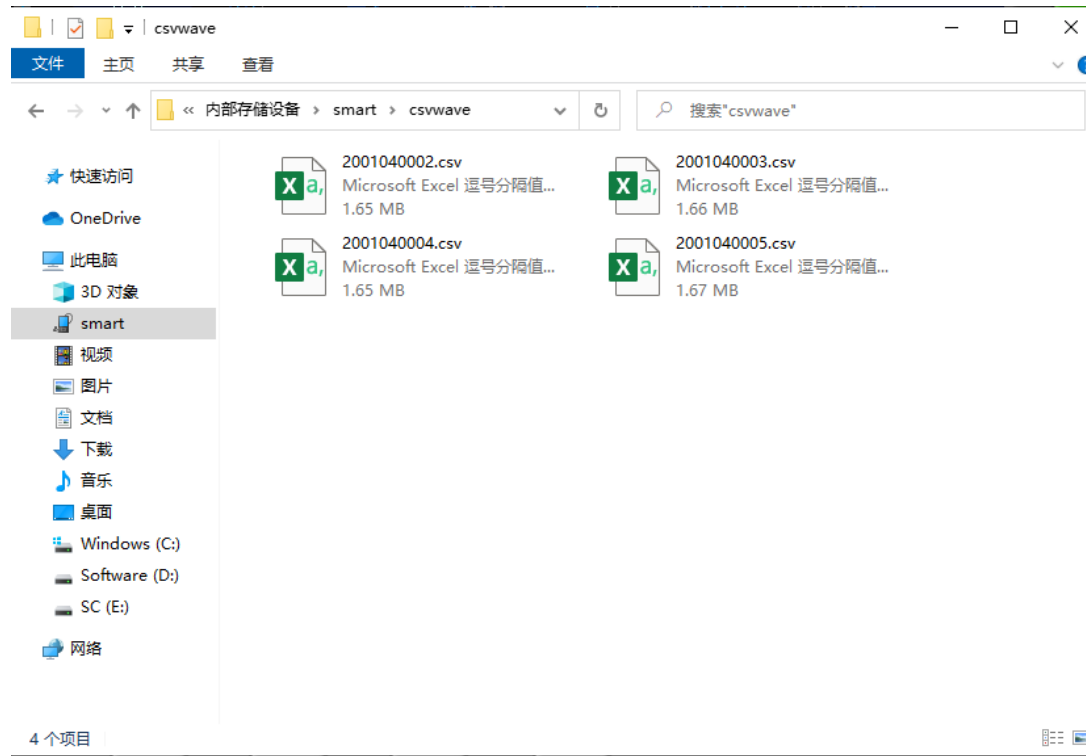 csvwave
文件 主页 共享 查看
« 内部存储设备 › smart › csvwave 搜索"csvwave"
快速访问
OneDrive
此电脑
3D 对象
smart
视频
图片
文档
下载
音乐
桌面
Windows (C:)
Software (D:)
SC (E:)
网络
2001040002.csv
Microsoft Excel 逗号分隔值...
1.65 MB
2001040003.csv
Microsoft Excel 逗号分隔值...
1.66 MB
2001040004.csv
Microsoft Excel 逗号分隔值...
1.65 MB
2001040005.csv
Microsoft Excel 逗号分隔值...
1.67 MB
4 个项目